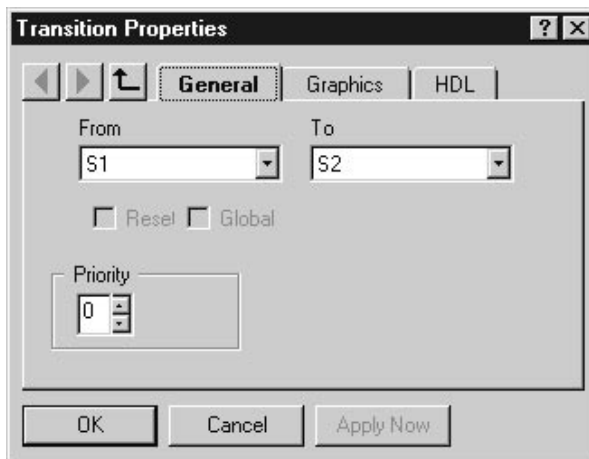 Transition Properties
General Graphics HDL
From To
S1 S2
Reset Global
Priority
0
OK Cancel Apply Now